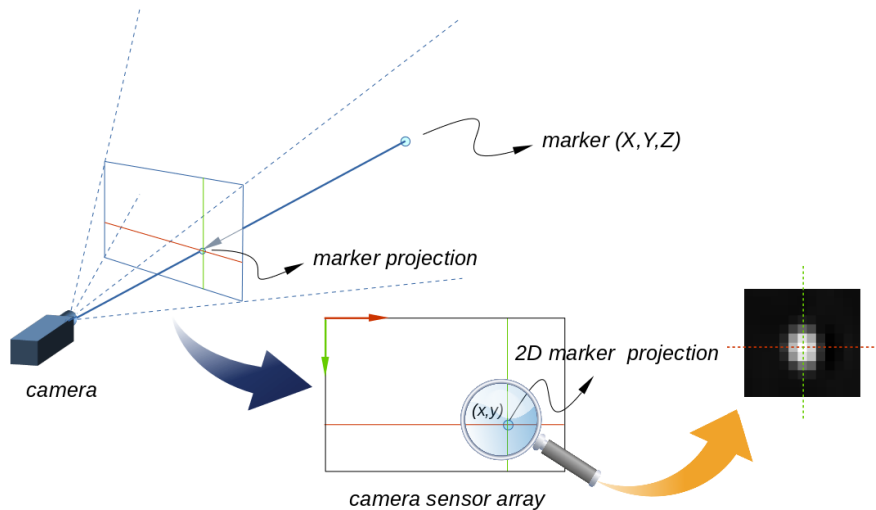 marker (X,Y,Z)
marker projection
camera
2D marker projection
(x,y)
camera sensor array